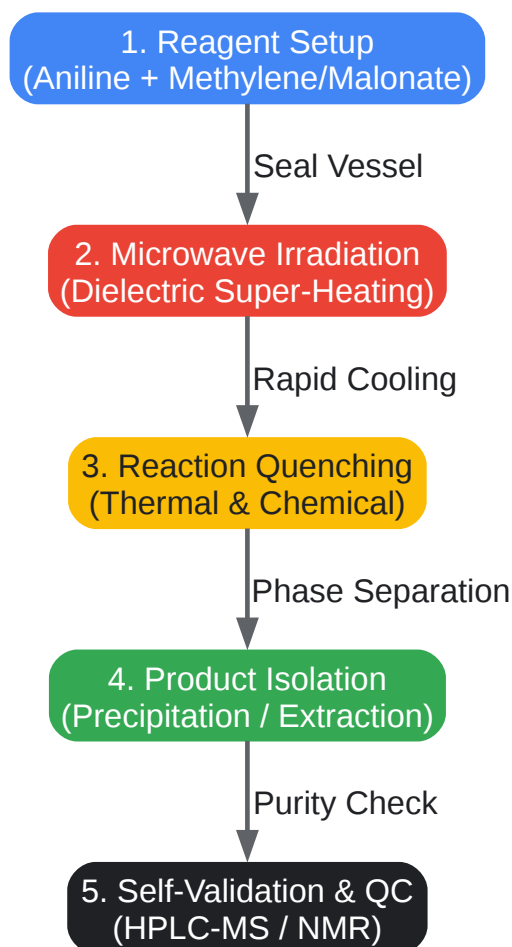 1. Reagent Setup
(Aniline + Methylene/Malonate)
Seal Vessel
2. Microwave Irradiation
(Dielectric Super-Heating)
Rapid Cooling
3. Reaction Quenching
(Thermal & Chemical)
Phase Separation
4. Product Isolation
(Precipitation / Extraction)
Purity Check
5. Self-Validation & QC
(HPLC-MS / NMR)